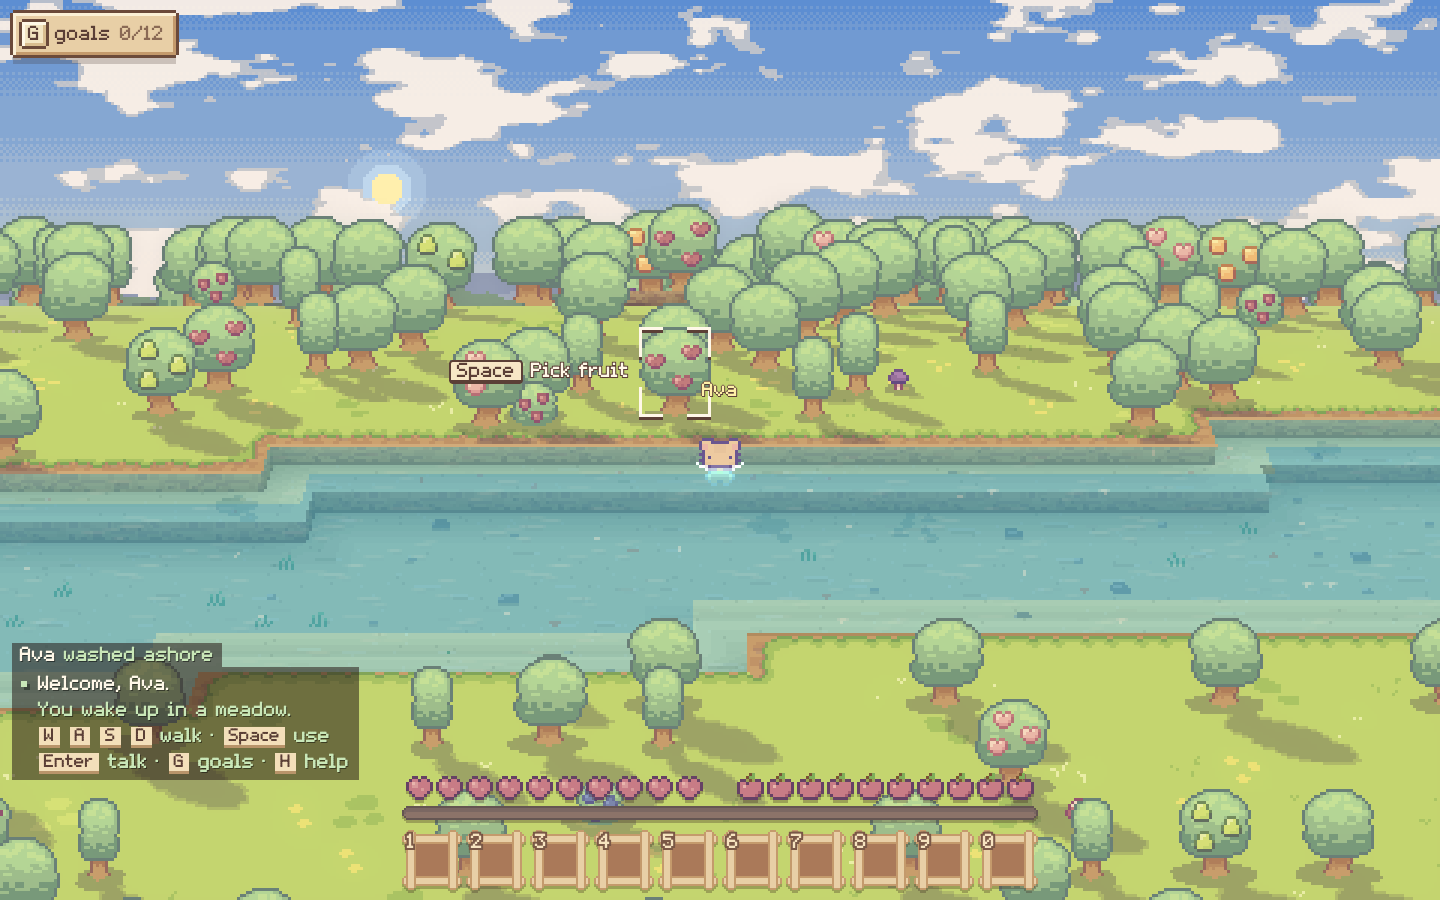 G goals 0/12
Space Pick fruit
Ava
Ava washed ashore
Welcome, Ava.
You wake up in a meadow.
W A S D walk · Space use
Enter talk · G goals · H help
1 2 3 4 5 6 7 8 9 0